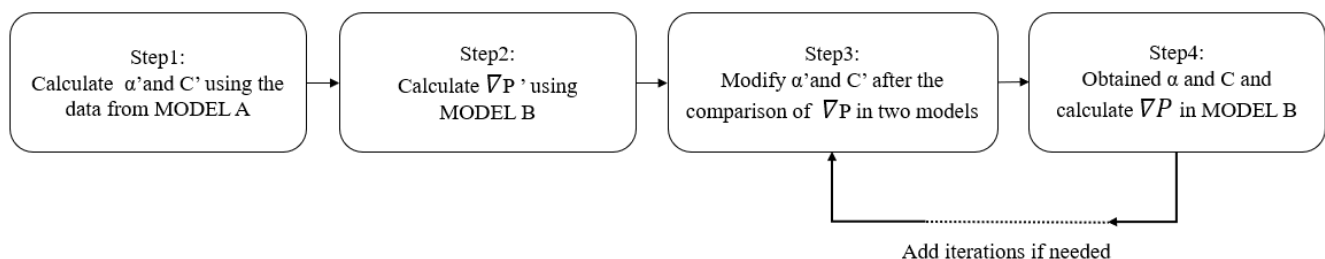 Step1:
Calculate α’and C’ using the
data from MODEL A
Step2:
Calculate ∇P ’ using
MODEL B
Step3:
Modify α’and C’ after the
comparison of ∇P in two models
Step4:
Obtained α and C and
calculate ∇P in MODEL B
Add iterations if needed